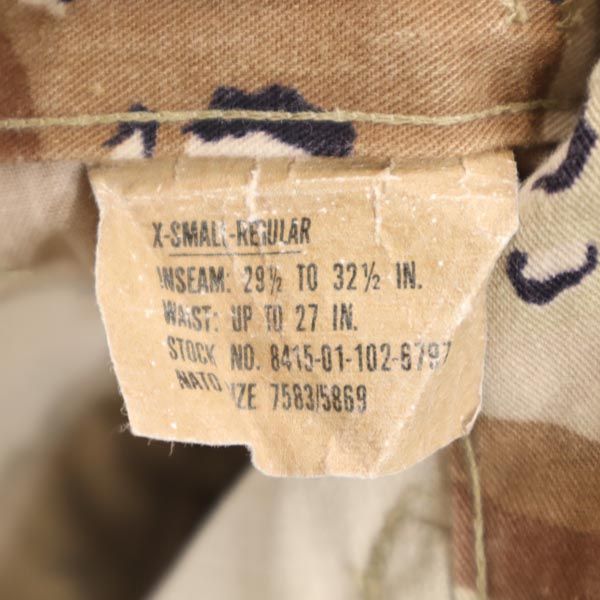 X-SMALL-REGULAR
INSEAM: 29½ TO 32½ IN.
WAIST: UP TO 27 IN.
STOCK NO. 8415-01-102-6797
NATO IZE 7583/5869